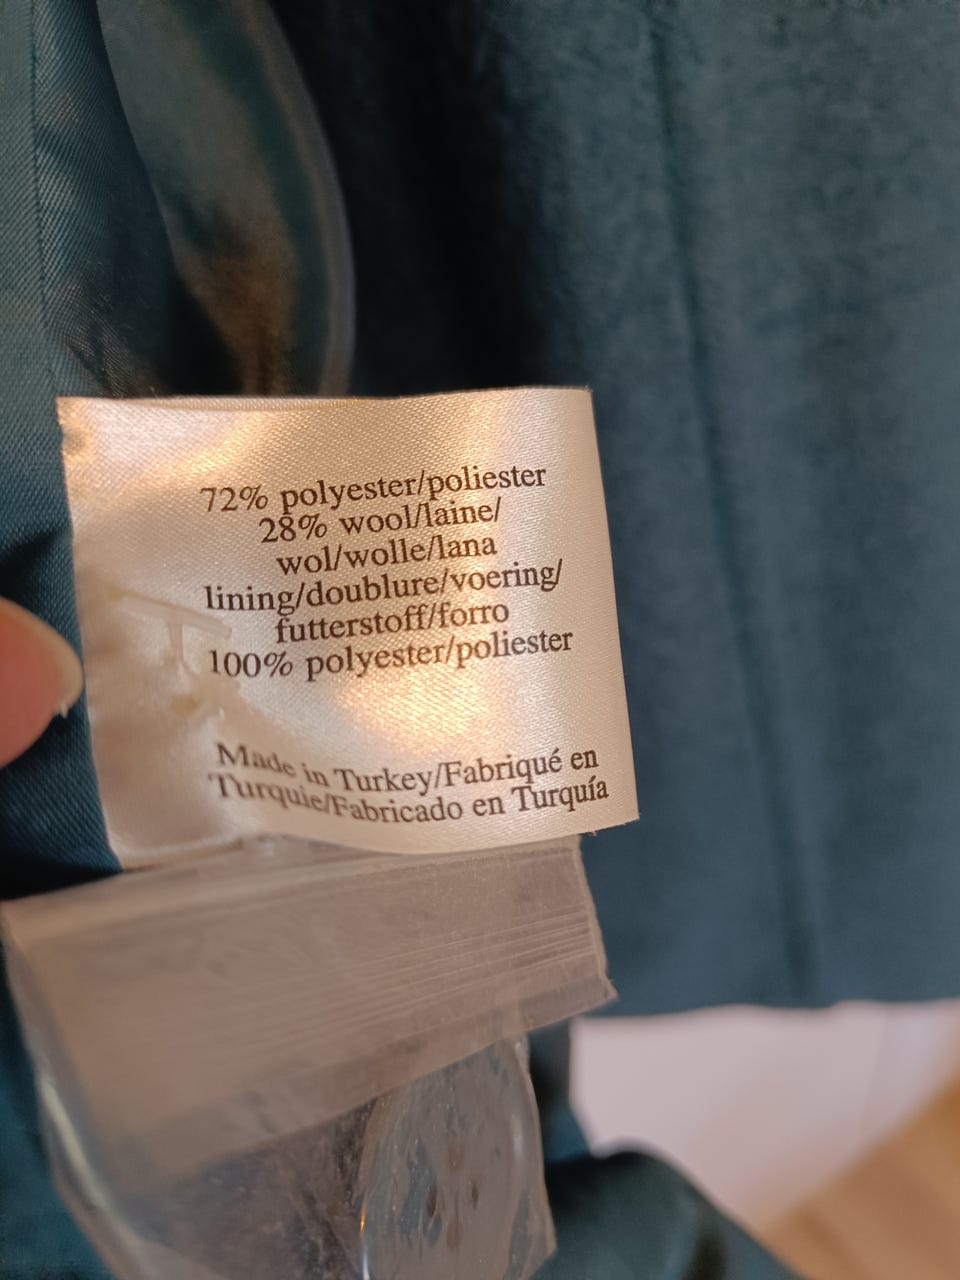 72% polyester/poliester
28% wool/laine/
wol/wolle/lana
lining/doublure/voering/
futterstoff/forro
100% polyester/poliester
Made in Turkey/Fabriqué en
Turquie/Fabricado en Turquía